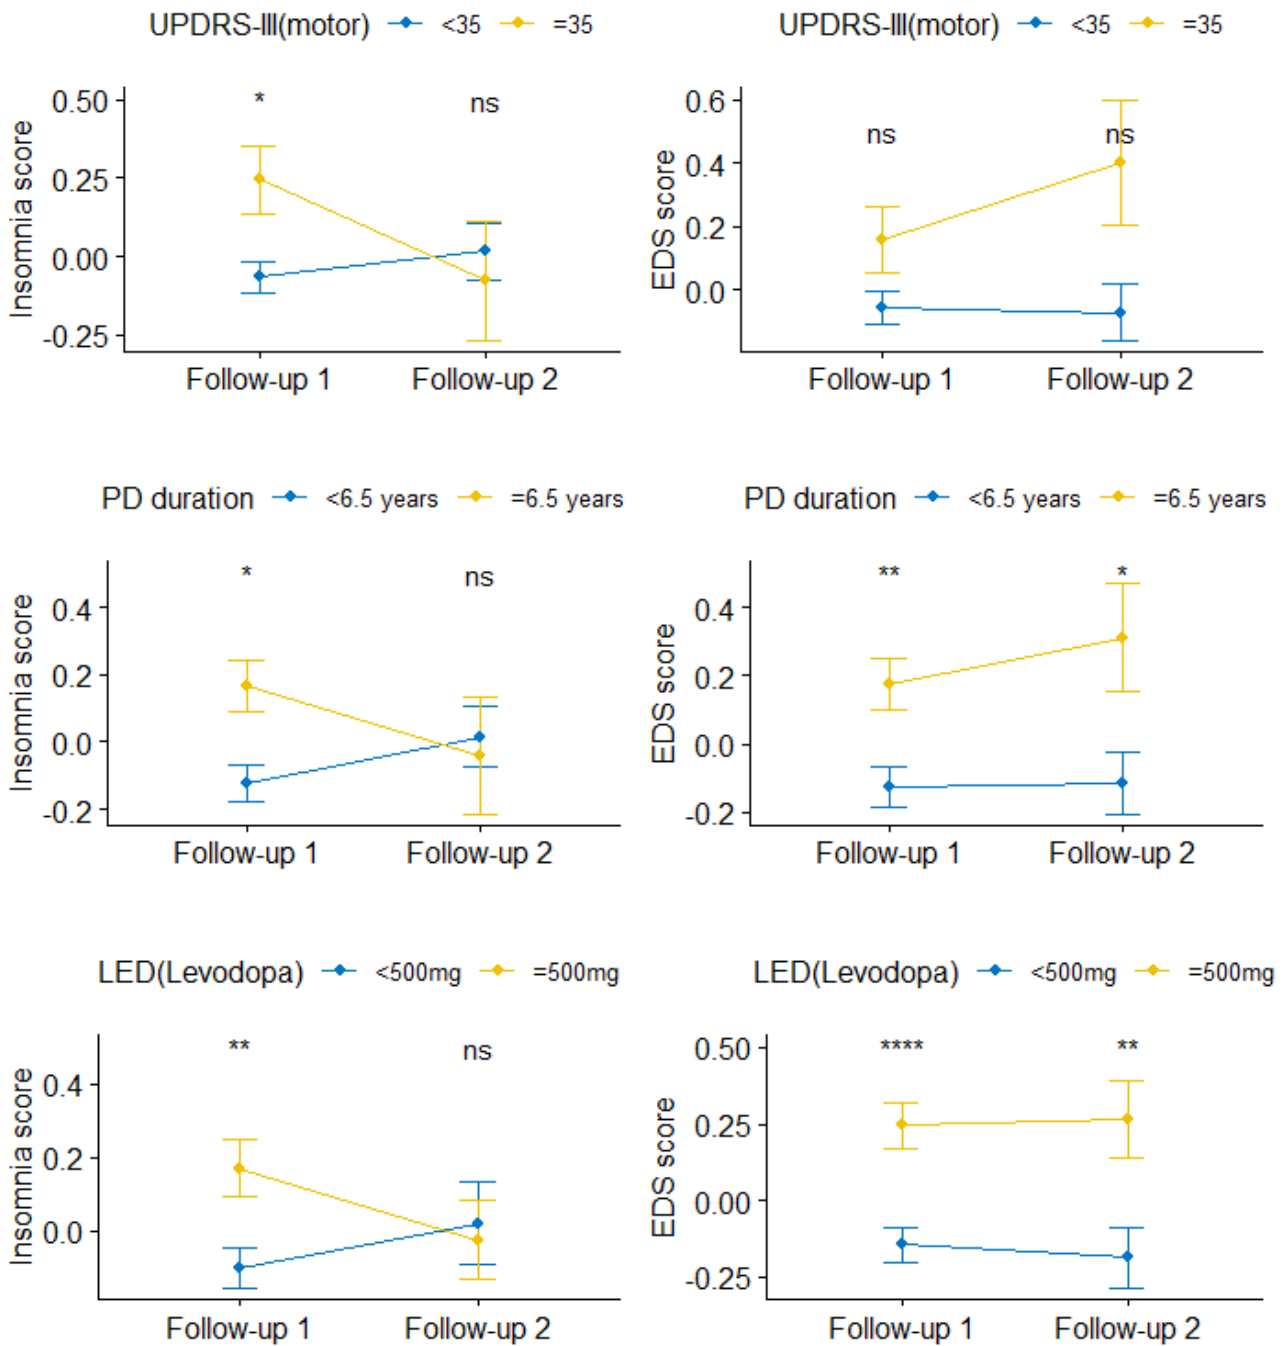 UPDRS-III(motor) <35 =35
Insomnia score
0.50
0.25
0.00
-0.25
* ns
Follow-up 1 Follow-up 2
UPDRS-III(motor) <35 =35
EDS score
0.6
0.4
0.2
0.0
ns ns
Follow-up 1 Follow-up 2
PD duration <6.5 years =6.5 years
Insomnia score
0.4
0.2
0.0
-0.2
* ns
Follow-up 1 Follow-up 2
PD duration <6.5 years =6.5 years
EDS score
0.4
0.2
0.0
-0.2
** *
Follow-up 1 Follow-up 2
LED(Levodopa) <500mg =500mg
Insomnia score
0.4
0.2
0.0
** ns
Follow-up 1 Follow-up 2
LED(Levodopa) <500mg =500mg
EDS score
0.50
0.25
0.00
-0.25
**** **
Follow-up 1 Follow-up 2